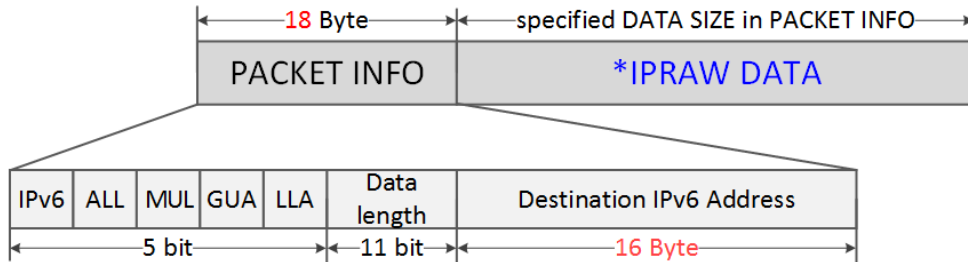 18 Byte
specified DATA SIZE in PACKET INFO
PACKET INFO
*IPRAW DATA
IPv6
ALL
MUL
GUA
LLA
Data
length
Destination IPv6 Address
5 bit
11 bit
16 Byte